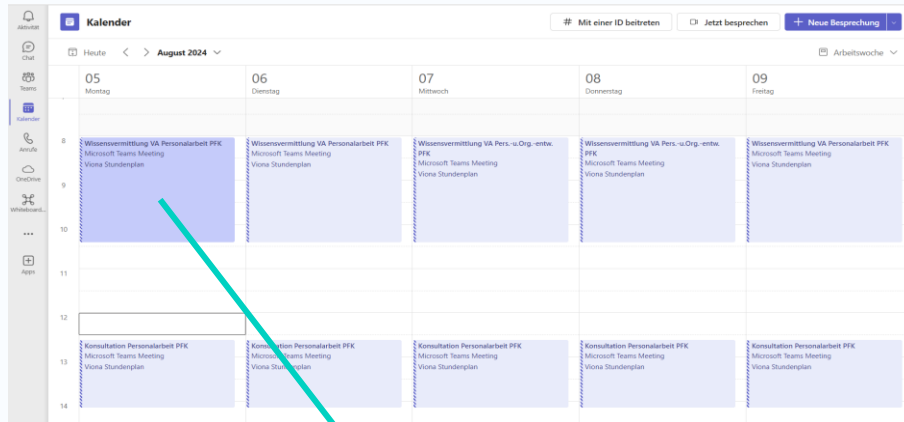 Aktivität
Chat
Teams
Kalender
Anrufe
OneDrive
Whiteboard...
Apps
Kalender
# Mit einer ID beitreten
Jetzt besprechen
+ Neue Besprechung
Heute
August 2024
Arbeitswoche
05
Montag
06
Dienstag
07
Mittwoch
08
Donnerstag
09
Freitag
8
Wissensvermittlung VA Personalarbeit PFK
Microsoft Teams Meeting
Viona Stundenplan
Wissensvermittlung VA Personalarbeit PFK
Microsoft Teams Meeting
Viona Stundenplan
Wissensvermittlung VA Pers.-u.Org.-entw.
PFK
Microsoft Teams Meeting
Viona Stundenplan
Wissensvermittlung VA Pers.-u.Org.-entw.
PFK
Microsoft Teams Meeting
Viona Stundenplan
Wissensvermittlung VA Personalarbeit PFK
Microsoft Teams Meeting
Viona Stundenplan
9
10
11
12
13
Konsultation Personalarbeit PFK
Microsoft Teams Meeting
Viona Stundenplan
Konsultation Personalarbeit PFK
Microsoft Teams Meeting
Viona Stundenplan
Konsultation Personalarbeit PFK
Microsoft Teams Meeting
Viona Stundenplan
Konsultation Personalarbeit PFK
Microsoft Teams Meeting
Viona Stundenplan
Konsultation Personalarbeit PFK
Microsoft Teams Meeting
Viona Stundenplan
14